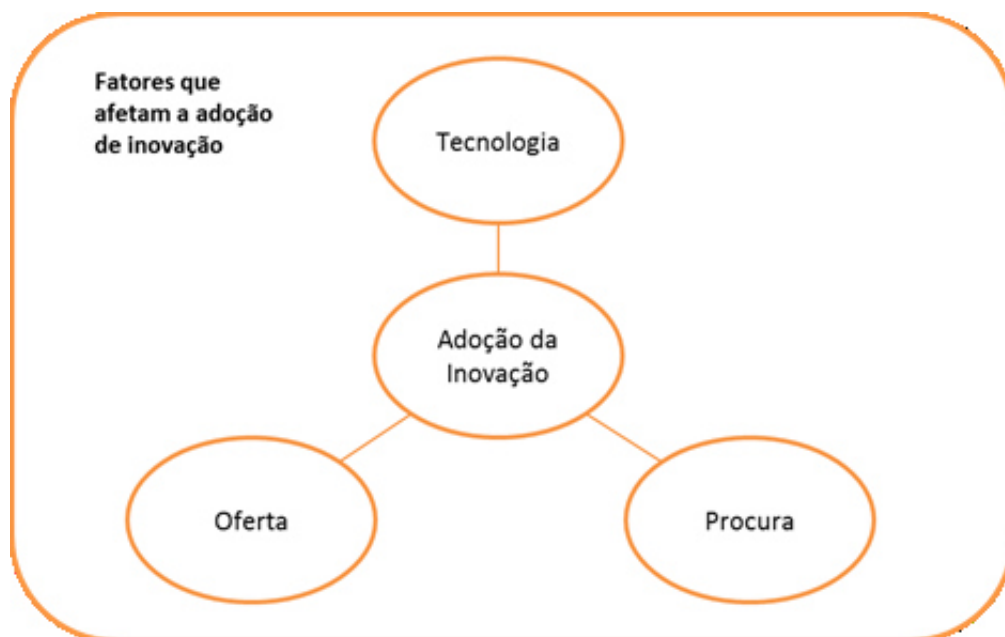 Fatores que
afetam a adoção
de inovação
Tecnologia
Adoção da
Inovação
Oferta
Procura